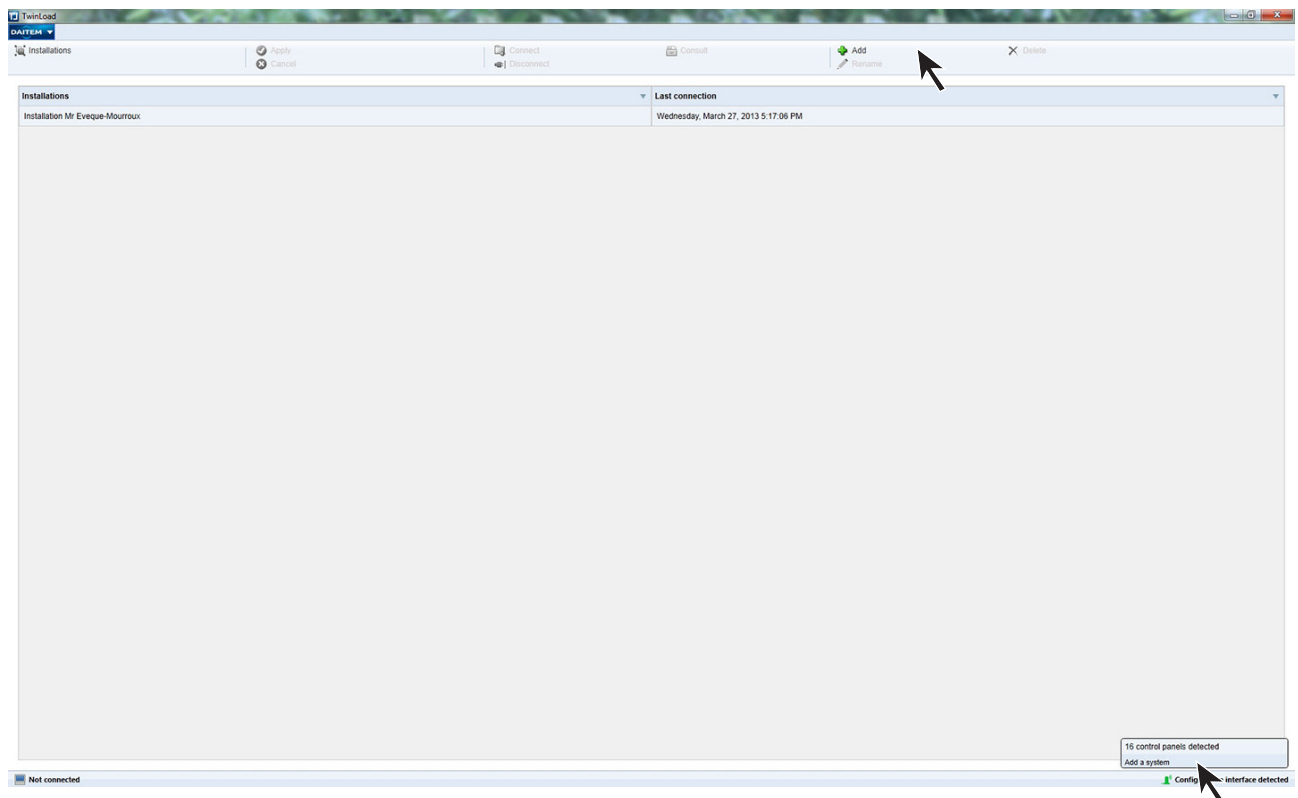 TwinLoad
DAITEM
Installations
Apply
Cancel
Connect
Disconnect
Consult
Add
Rename
Delete
Installations Last connection
Installation Mr Eveque-Mourroux Wednesday, March 27, 2013 5:17:06 PM
16 control panels detected
Add a system
Not connected
interface detected